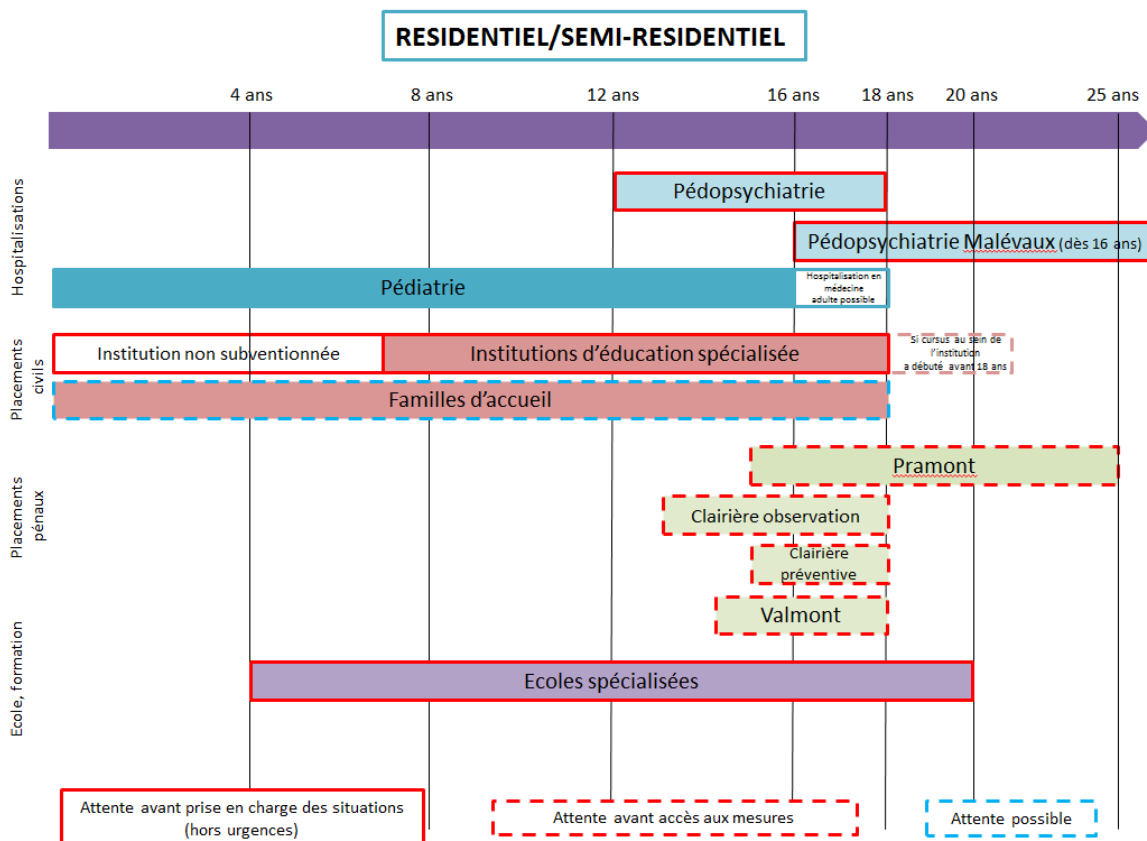 RESIDENTIEL/SEMI-RESIDENTIEL
4 ans
8 ans
12 ans
16 ans
18 ans
20 ans
25 ans
Hospitalisations
Pédopsychiatrie
Pédopsychiatrie Malévaux (dès 16 ans)
Pédiatrie
Hospitalisation en
médecine
adulte possible
Placements
civils
Institution non subventionnée
Institutions d’éducation spécialisée
Si cursus au sein de
l’institution
a débuté avant 18 ans
Familles d’accueil
Placements
pénaux
Pramont
Clairière observation
Clairière
préventive
Valmont
Ecole, formation
Ecoles spécialisées
Attente avant prise en charge des situations
(hors urgences)
Attente avant accès aux mesures
Attente possible